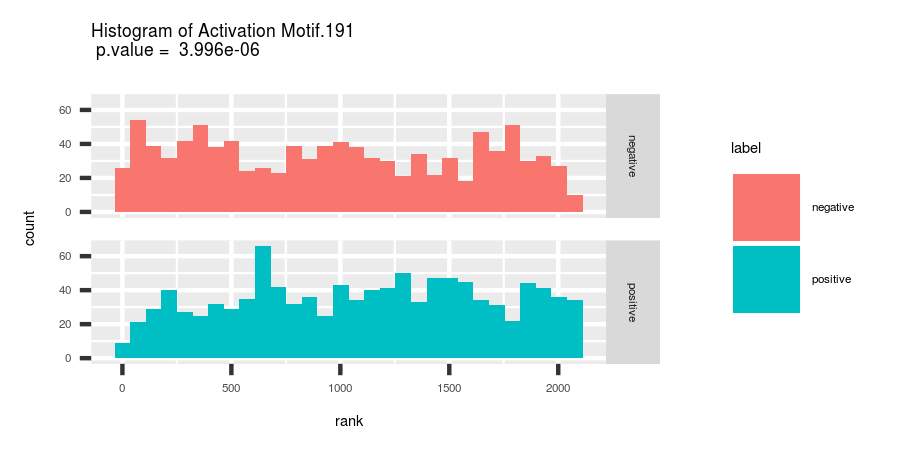 Histogram of Activation Motif.191
p.value = 3.996e-06
count
60
40
20
0
negative
60
40
20
0
positive
0 500 1000 1500 2000
rank
label
negative
positive